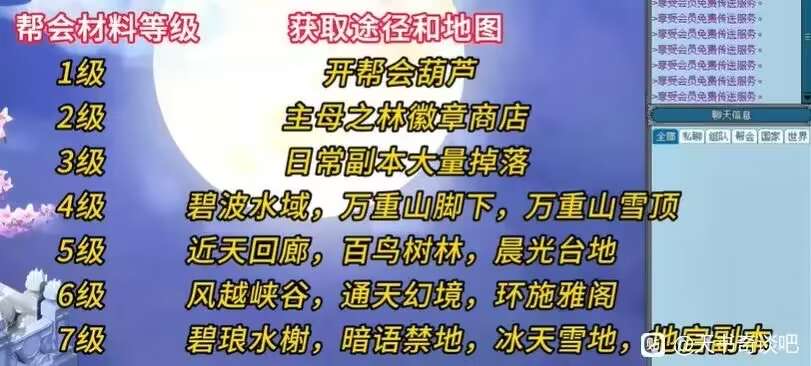 帮会材料等级 获取途径和地图
1级 开帮会葫芦
2级 主母之林徽章商店
3级 日常副本大量掉落
4级 碧波水域，万重山脚下，万重山雪顶
5级 近天回廊，百鸟树林，晨光台地
6级 风越峡谷，通天幻境，环施雅阁
7级 碧琅水榭，暗语禁地，冰天雪地，地宫副本
>享受会员免费传送服务。
>享受会员免费传送服务。
>享受会员免费传送服务。
>享受会员免费传送服务。
>享受会员免费传送服务。
>享受会员免费传送服务。
>享受会员免费传送服务。
聊天信息
全部 私聊 组队 帮会 国家 世界
贴 @天书奇谈吧